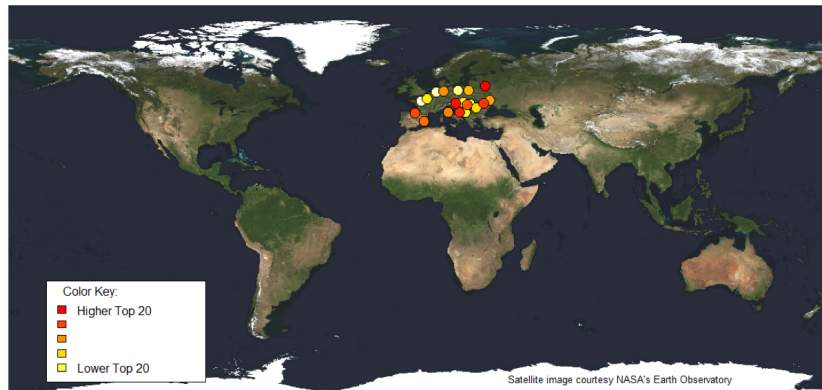 Color Key:
Higher Top 20
Lower Top 20
Satellite image courtesy NASA's Earth Observatory